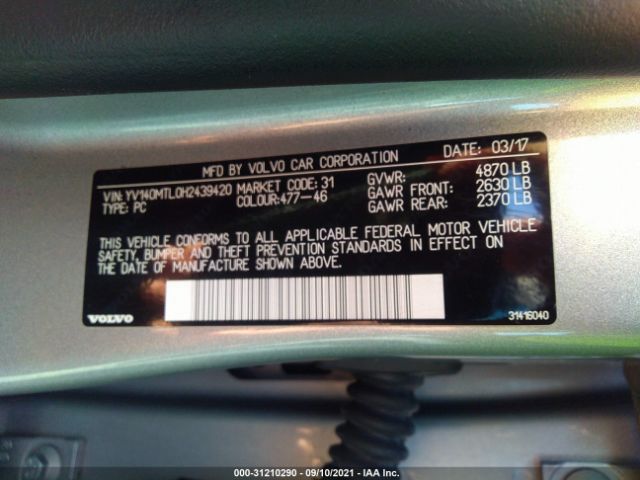 MFD BY VOLVO CAR CORPORATION DATE: 03/17
VIN: YV140MTL0H2439420 MARKET CODE: 31 GVWR: 4870 LB
TYPE: PC COLOUR:477-46 GAWR FRONT: 2630 LB
GAWR REAR: 2370 LB
THIS VEHICLE CONFORMS TO ALL APPLICABLE FEDERAL MOTOR VEHICLE
SAFETY, BUMPER AND THEFT PREVENTION STANDARDS IN EFFECT ON
THE DATE OF MANUFACTURE SHOWN ABOVE.
VOLVO 31416040
000-31210290 - 09/10/2021 - IAA Inc.